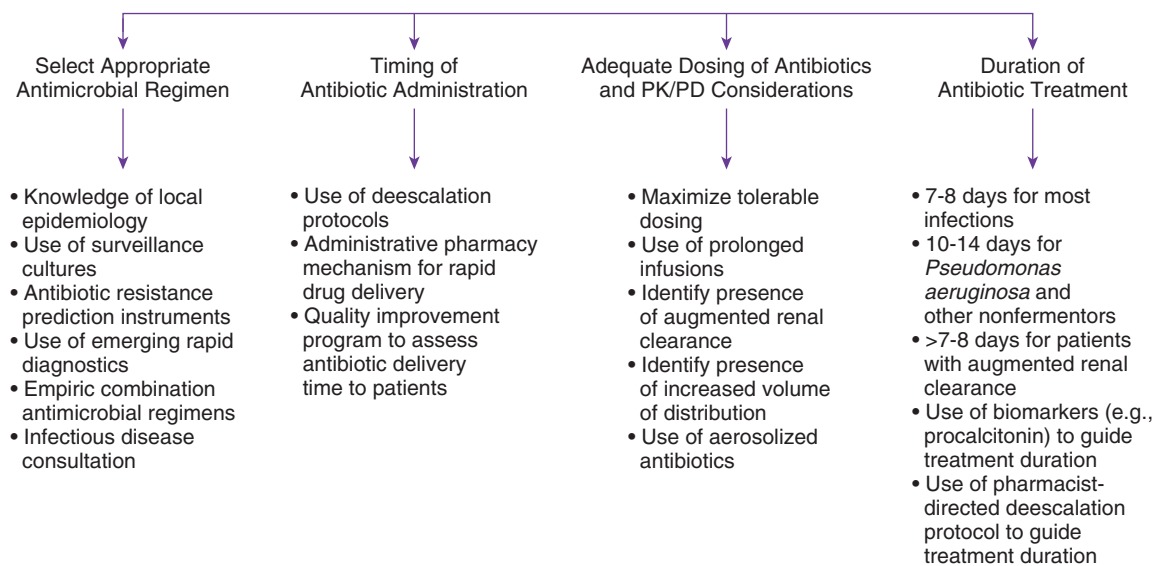 Select Appropriate
Antimicrobial Regimen
• Knowledge of local
epidemiology
• Use of surveillance
cultures
• Antibiotic resistance
prediction instruments
• Use of emerging rapid
diagnostics
• Empiric combination
antimicrobial regimens
• Infectious disease
consultation
Timing of
Antibiotic Administration
• Use of deescalation
protocols
• Administrative pharmacy
mechanism for rapid
drug delivery
• Quality improvement
program to assess
antibiotic delivery
time to patients
Adequate Dosing of Antibiotics
and PK/PD Considerations
• Maximize tolerable
dosing
• Use of prolonged
infusions
• Identify presence
of augmented renal
clearance
• Identify presence
of increased volume
of distribution
• Use of aerosolized
antibiotics
Duration of
Antibiotic Treatment
• 7-8 days for most
infections
• 10-14 days for
Pseudomonas
aeruginosa and
other nonfermentors
• >7-8 days for patients
with augmented renal
clearance
• Use of biomarkers (e.g.,
procalcitonin) to guide
treatment duration
• Use of pharmacist-
directed deescalation
protocol to guide
treatment duration